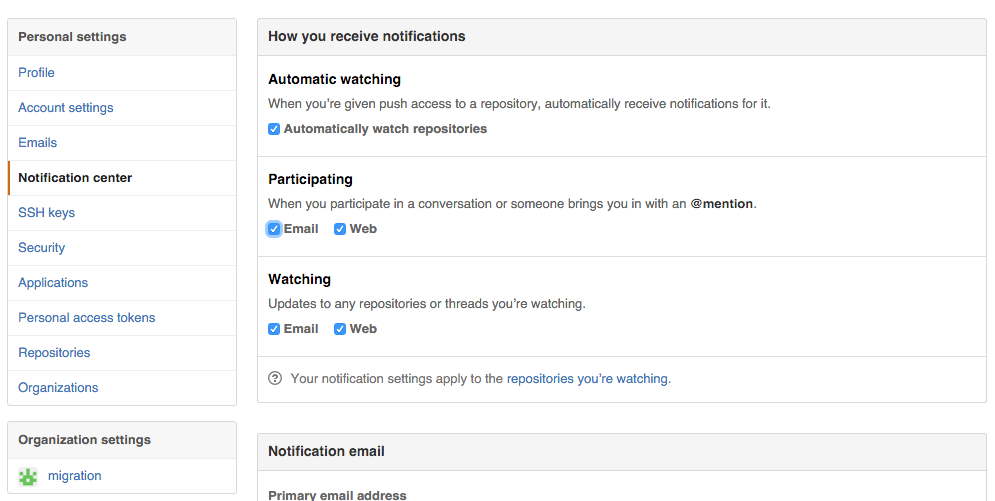 Personal settings
Profile
Account settings
Emails
Notification center
SSH keys
Security
Applications
Personal access tokens
Repositories
Organizations
Organization settings
migration
How you receive notifications
Automatic watching
When you're given push access to a repository, automatically receive notifications for it.
Automatically watch repositories
Participating
When you participate in a conversation or someone brings you in with an @mention.
Email Web
Watching
Updates to any repositories or threads you're watching.
Email Web
? Your notification settings apply to the repositories you're watching.
Notification email
Primary email address